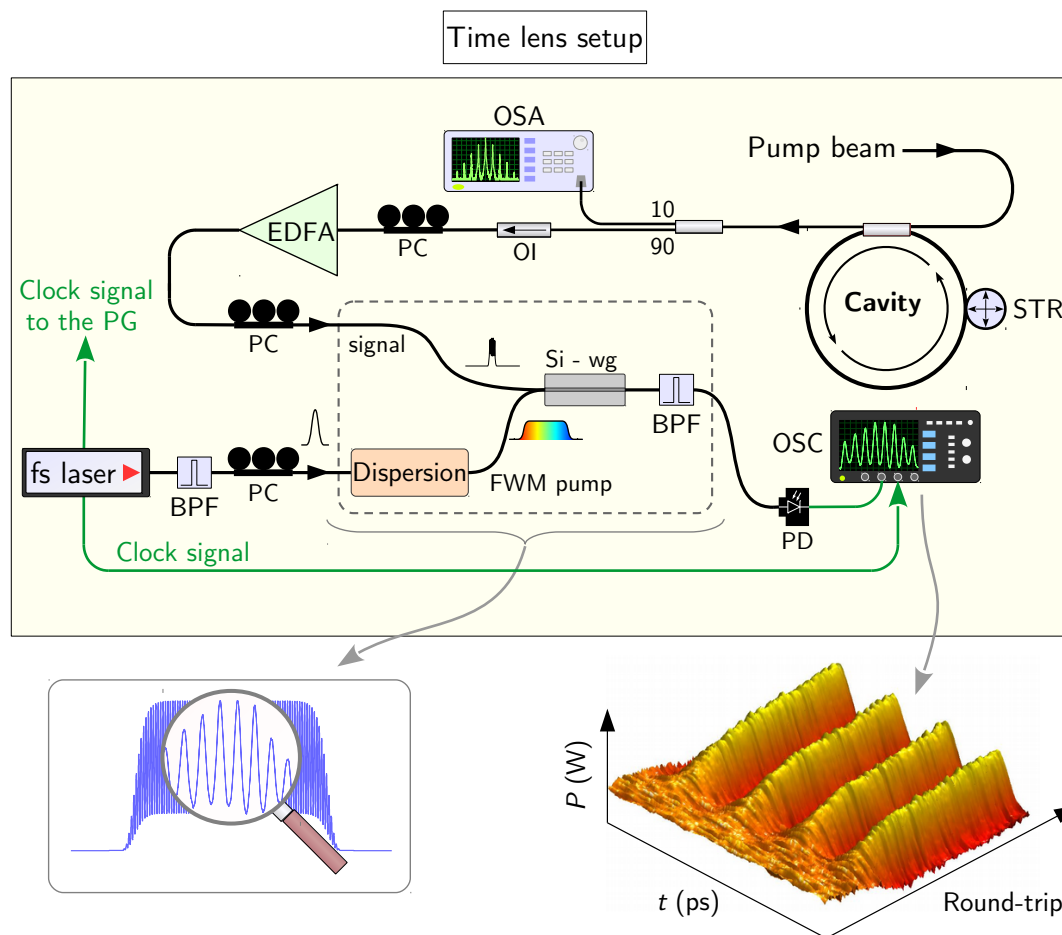 Time lens setup
OSA
Pump beam
10
90
EDFA
PC
OI
Cavity
STR
Clock signal
to the PG
PC
signal
Si - wg
BPF
OSC
fs laser
BPF
PC
Dispersion
FWM pump
PD
Clock signal
P (W)
t (ps)
Round-trip